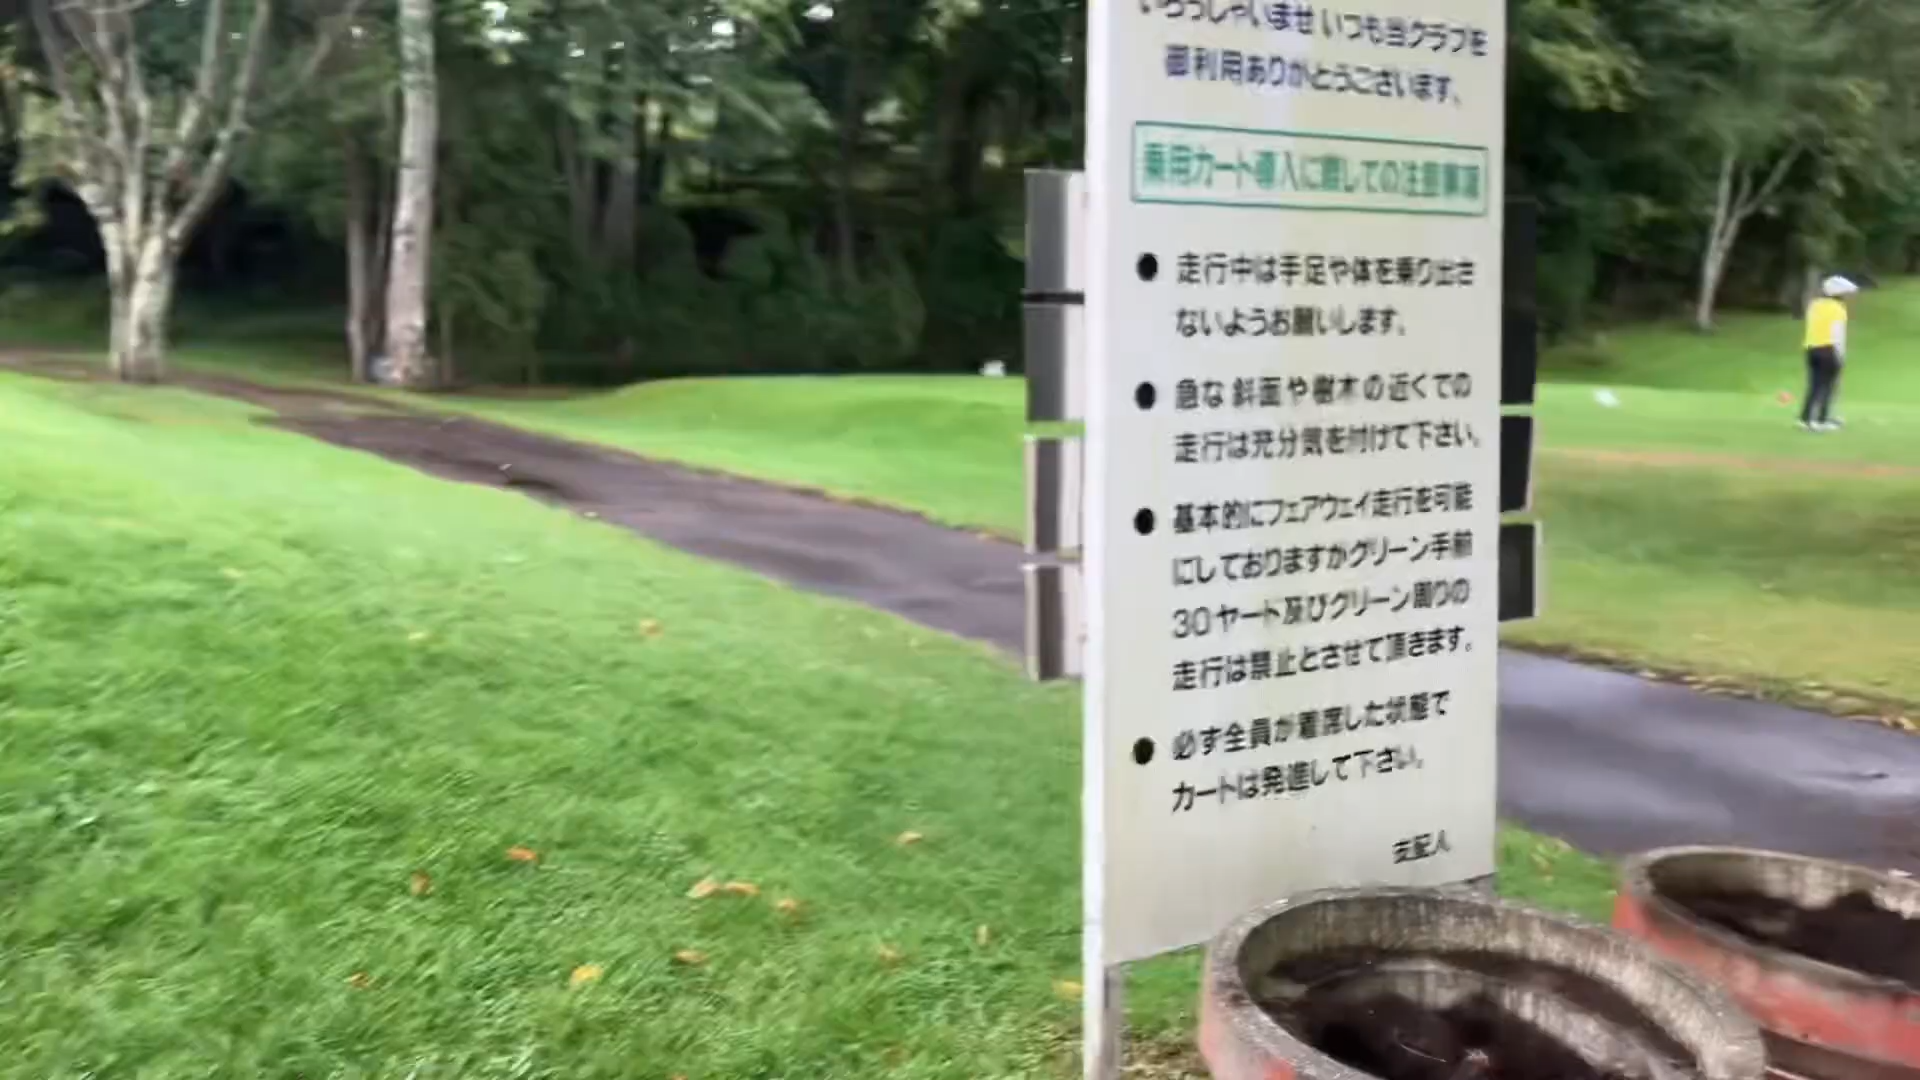 いらっしゃいませ いつも当クラブを
御利用ありがとうございます。
乗用カート導入に際しての注意事項
● 走行中は手足や体を乗り出さ
ないようお願いします。
● 急な斜面や樹木の近くでの
走行は充分気を付けて下さい。
● 基本的にフェアウェイ走行を可能
にしておりますがグリーン手前
30ヤード及びグリーン周りの
走行は禁止とさせて頂きます。
● 必ず全員が着席した状態で
カートは発進して下さい。
支配人